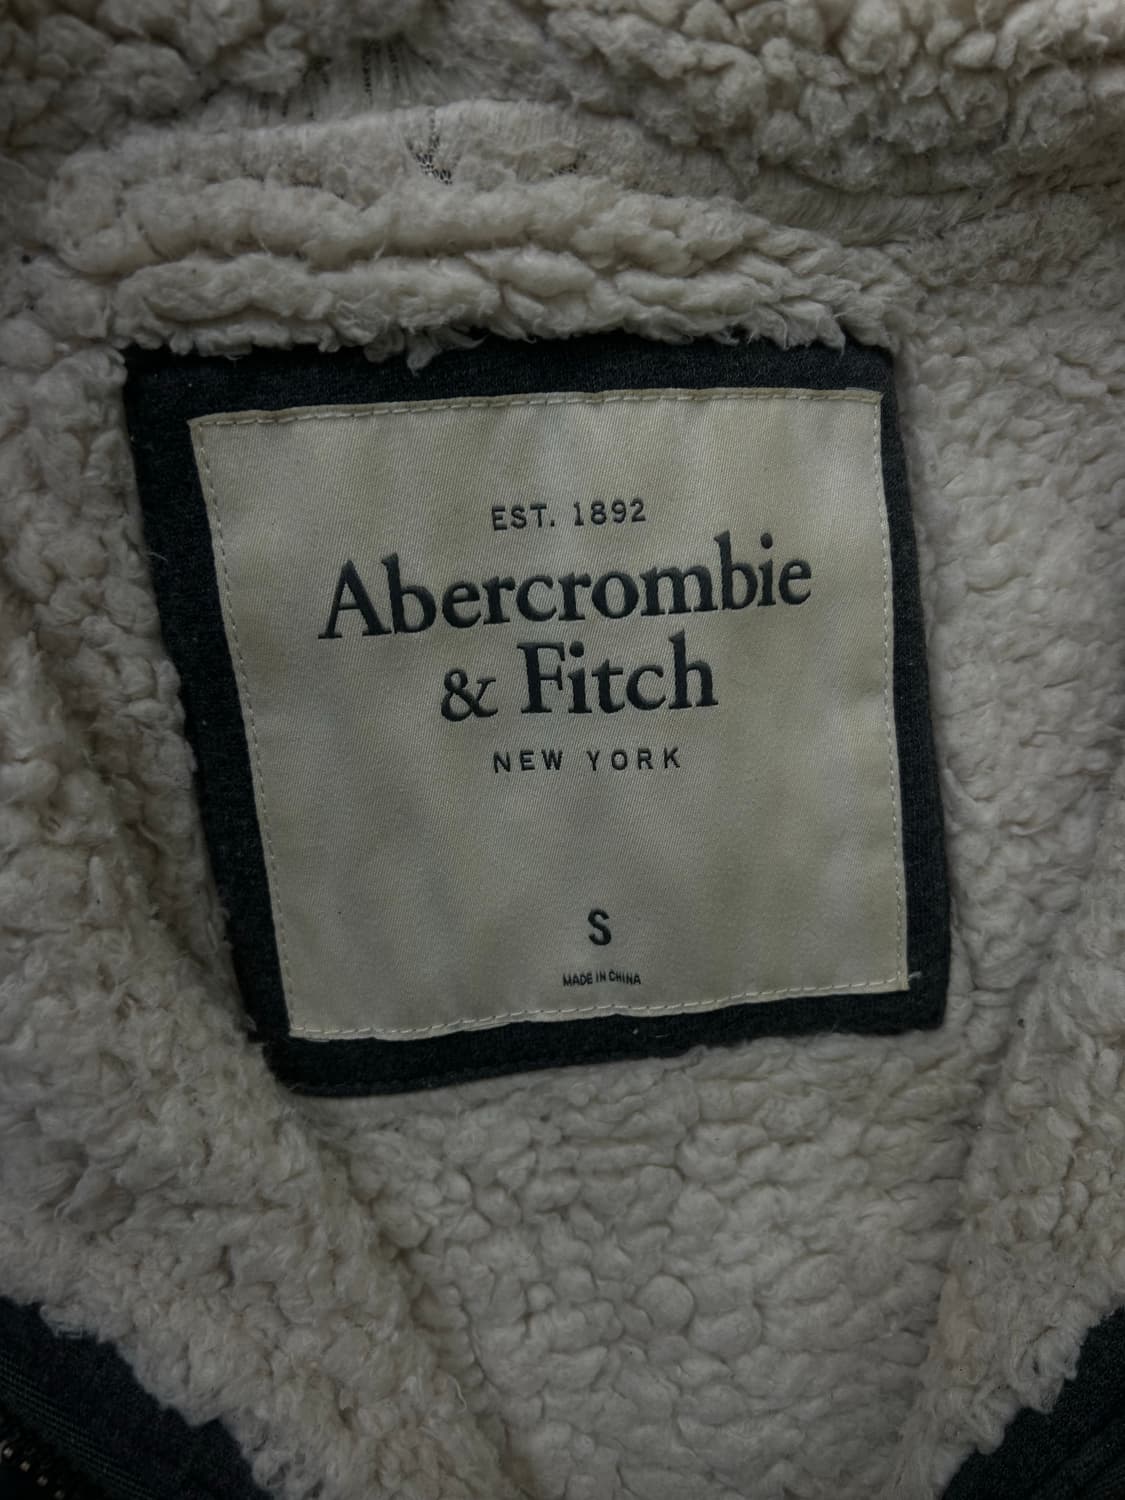 EST. 1892
Abercrombie
& Fitch
NEW YORK
S
MADE IN CHINA